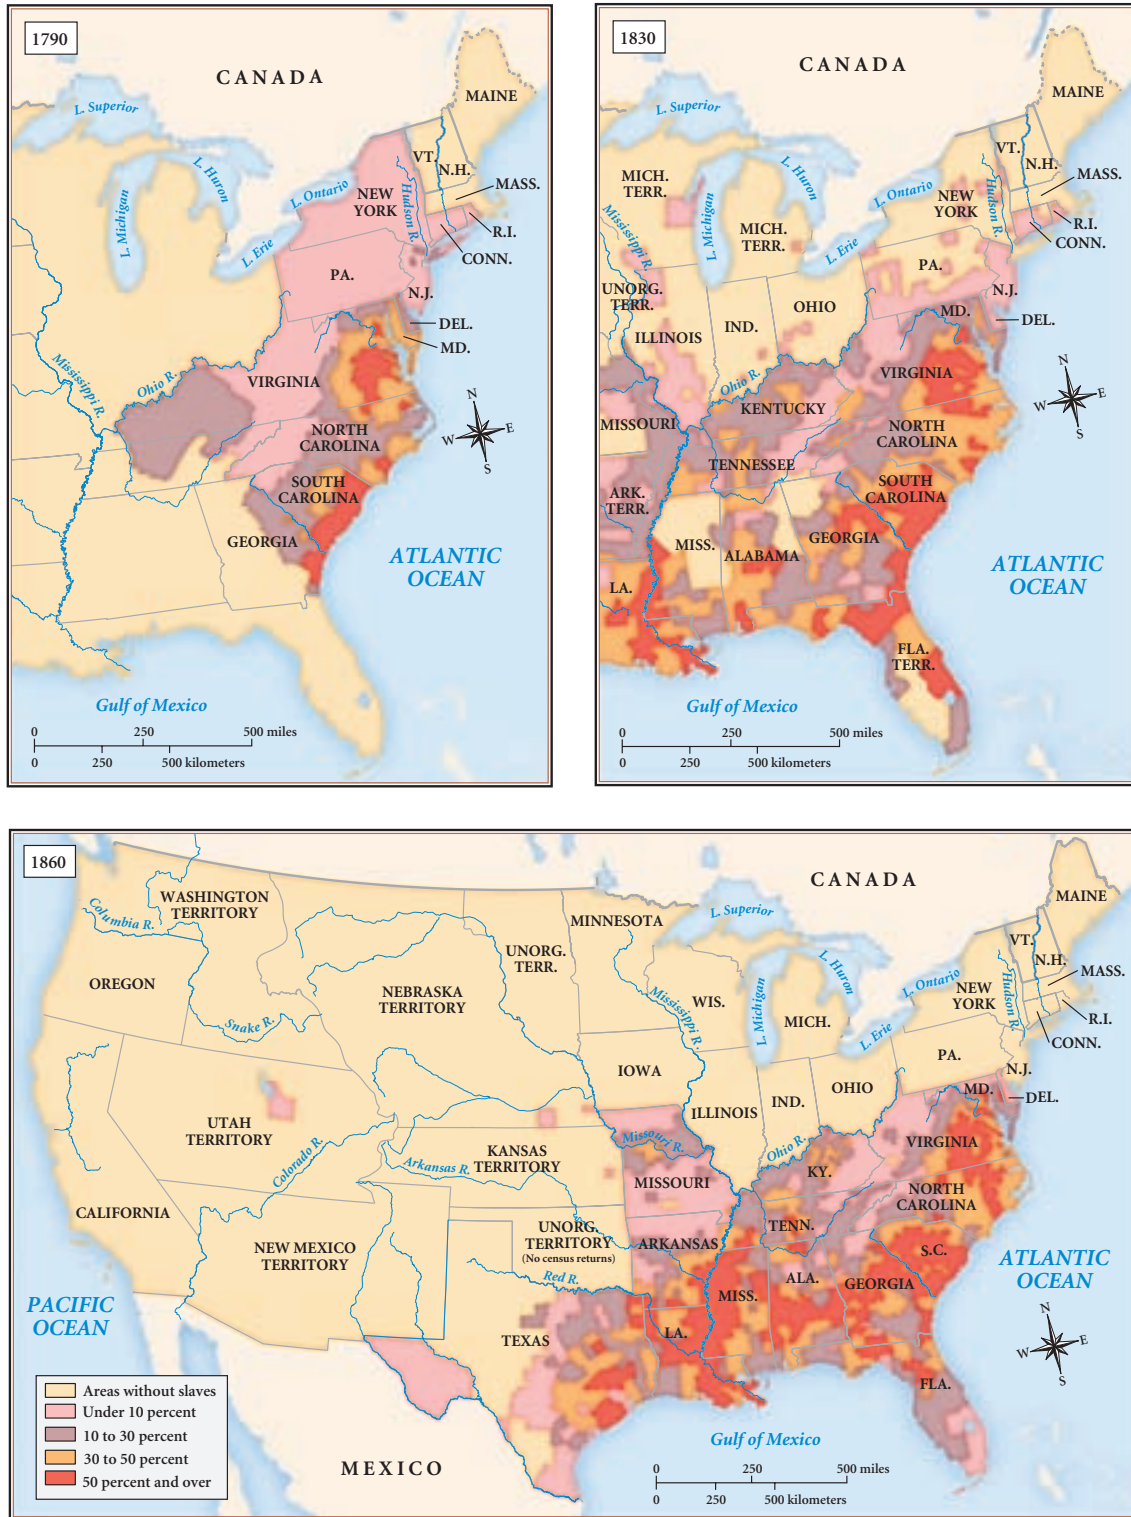 1790
CANADA
L. Superior
MAINE
L. Huron
VT.
N.H.
L. Michigan
L. Ontario
NEW
YORK
Hudson R.
MASS.
R.I.
L. Erie
CONN.
PA.
N.J.
DEL.
MD.
Mississippi R.
Ohio R.
VIRGINIA
N
W
E
S
NORTH
CAROLINA
SOUTH
CAROLINA
GEORGIA
ATLANTIC
OCEAN
Gulf of Mexico
0 250 500 miles
0 250 500 kilometers
1830
CANADA
L. Superior
MAINE
MICH.
TERR.
L. Huron
VT.
N.H.
MASS.
Mississippi R.
L. Michigan
MICH.
TERR.
L. Ontario
NEW
YORK
Hudson R.
R.I.
CONN.
L. Erie
PA.
N.J.
UNORG.
TERR.
ILLINOIS
IND.
OHIO
MD.
DEL.
Ohio R.
VIRGINIA
N
W
E
S
KENTUCKY
MISSOURI
NORTH
CAROLINA
TENNESSEE
ARK.
TERR.
SOUTH
CAROLINA
MISS.
ALABAMA
GEORGIA
LA.
ATLANTIC
OCEAN
FLA.
TERR.
Gulf of Mexico
0 250 500 miles
0 250 500 kilometers
1860
CANADA
WASHINGTON
TERRITORY
Columbia R.
MINNESOTA
L. Superior
MAINE
OREGON
UNORG.
TERR.
VT.
N.H.
NEBRASKA
TERRITORY
Mississippi R.
WIS.
L. Michigan
L. Huron
MICH.
L. Ontario
NEW
YORK
Hudson R.
MASS.
R.I.
CONN.
Snake R.
L. Erie
PA.
N.J.
IOWA
ILLINOIS
IND.
OHIO
MD.
DEL.
UTAH
TERRITORY
Colorado R.
KANSAS
TERRITORY
Arkansas R.
Missouri R.
MISSOURI
Ohio R.
KY.
VIRGINIA
CALIFORNIA
NORTH
CAROLINA
NEW MEXICO
TERRITORY
UNORG.
TERRITORY
(No census returns)
Red R.
ARKANSAS
TENN.
S.C.
ALA.
GEORGIA
MISS.
ATLANTIC
OCEAN
PACIFIC
OCEAN
TEXAS
LA.
N
W
E
S
FLA.
Areas without slaves
Under 10 percent
10 to 30 percent
30 to 50 percent
50 percent and over
MEXICO
Gulf of Mexico
0 250 500 miles
0 250 500 kilometers